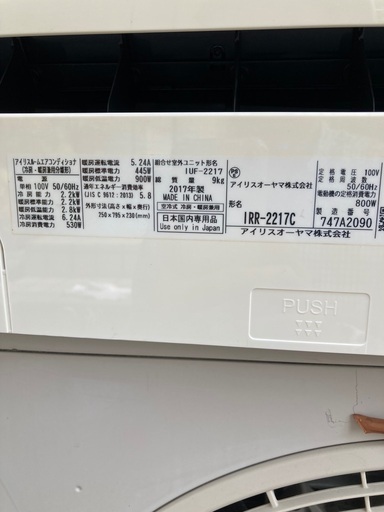 アイリスルームエアコンディショナ
(冷房・暖房兼用分離形)
電 源
単相 100V 50/60Hz
冷 房 能 力 2.2kW
暖房標準能力 2.2kW
暖房低温能力 2.8kW
冷房運転電流 6.24A
冷房消費電力 530W
暖房運転電流 5.24A
暖房標準電力 445W
暖房低温電力 900W
通年エネルギー消費効率
(JIS C 9612:2013) 5.8
外形寸法(高さ×幅×奥行)
250×795×230(mm)
組合せ室外ユニット形名
IUF-2217
総 質 量 9kg
2017年製
MADE IN CHINA
空冷式 冷房・暖房兼用
日本国内専用品
Use only in Japan
アイリスオーヤマ株式会社
形名
IRR-2217C
定 格 電 圧 100V
定 格 周 波 数
50/60Hz
電動機の定格消費電力
800W
製 造 番 号
747A2090
アイリスオーヤマ株式会社
PUSH